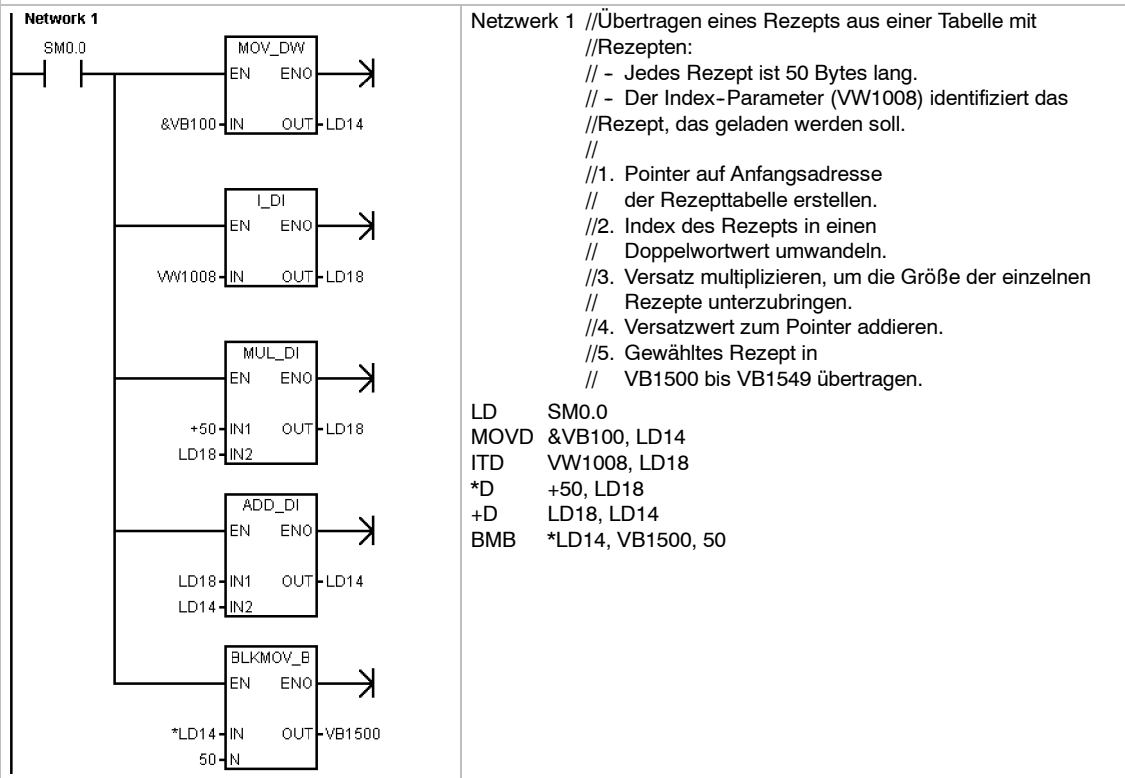 Network 1
SM0.0
MOV_DW
EN ENO
&VB100 IN OUT LD14
I_DI
EN ENO
VW1008 IN OUT LD18
MUL_DI
EN ENO
+50 IN1 OUT LD18
LD18 IN2
ADD_DI
EN ENO
LD18 IN1 OUT LD14
LD14 IN2
BLKMOV_B
EN ENO
*LD14 IN OUT VB1500
50 N
Netzwerk 1 //Übertragen eines Rezepts aus einer Tabelle mit
//Rezepten:
// - Jedes Rezept ist 50 Bytes lang.
// - Der Index-Parameter (VW1008) identifiziert das
//Rezept, das geladen werden soll.
//
//1. Pointer auf Anfangsadresse
// der Rezepttabelle erstellen.
//2. Index des Rezepts in einen
// Doppelwortwert umwandeln.
//3. Versatz multiplizieren, um die Größe der einzelnen
// Rezepte unterzubringen.
//4. Versatzwert zum Pointer addieren.
//5. Gewähltes Rezept in
// VB1500 bis VB1549 übertragen.
LD SM0.0
MOVD &VB100, LD14
ITD VW1008, LD18
*D +50, LD18
+D LD18, LD14
BMB *LD14, VB1500, 50